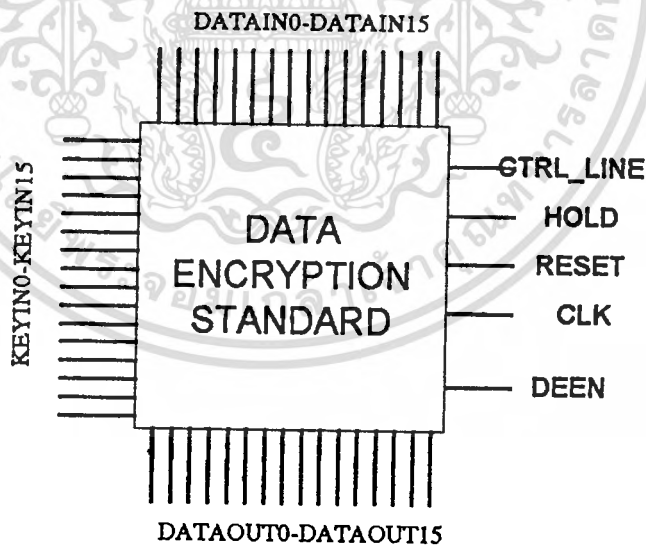 DATAIN0-DATAIN15
KEYIN0-KEYIN15
DATA
ENCRYPTION
STANDARD
CTRL_LINE
HOLD
RESET
CLK
DEEN
DATAOUT0-DATAOUT15